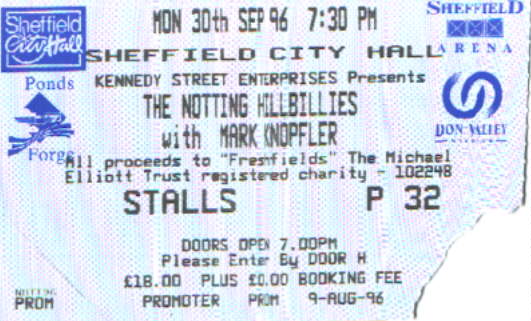 Sheffield
City Hall
MON 30th SEP 96 7:30 PM
SHEFFIELD
ARENA
SHEFFIELD CITY HALL
Ponds
Forge
KENNEDY STREET ENTERPRISES Presents
THE NOTTING HILLBILLIES
with MARK KNOPFLER
DON VALLEY
All proceeds to "Freshfields" The Michael
Elliott Trust registered charity - 102248
STALLS P 32
DOORS OPEN 7.00PM
Please Enter By DOOR H
£18.00 PLUS £0.00 BOOKING FEE
NOTTING
PROM
PROMOTER PROM 9-AUG-96